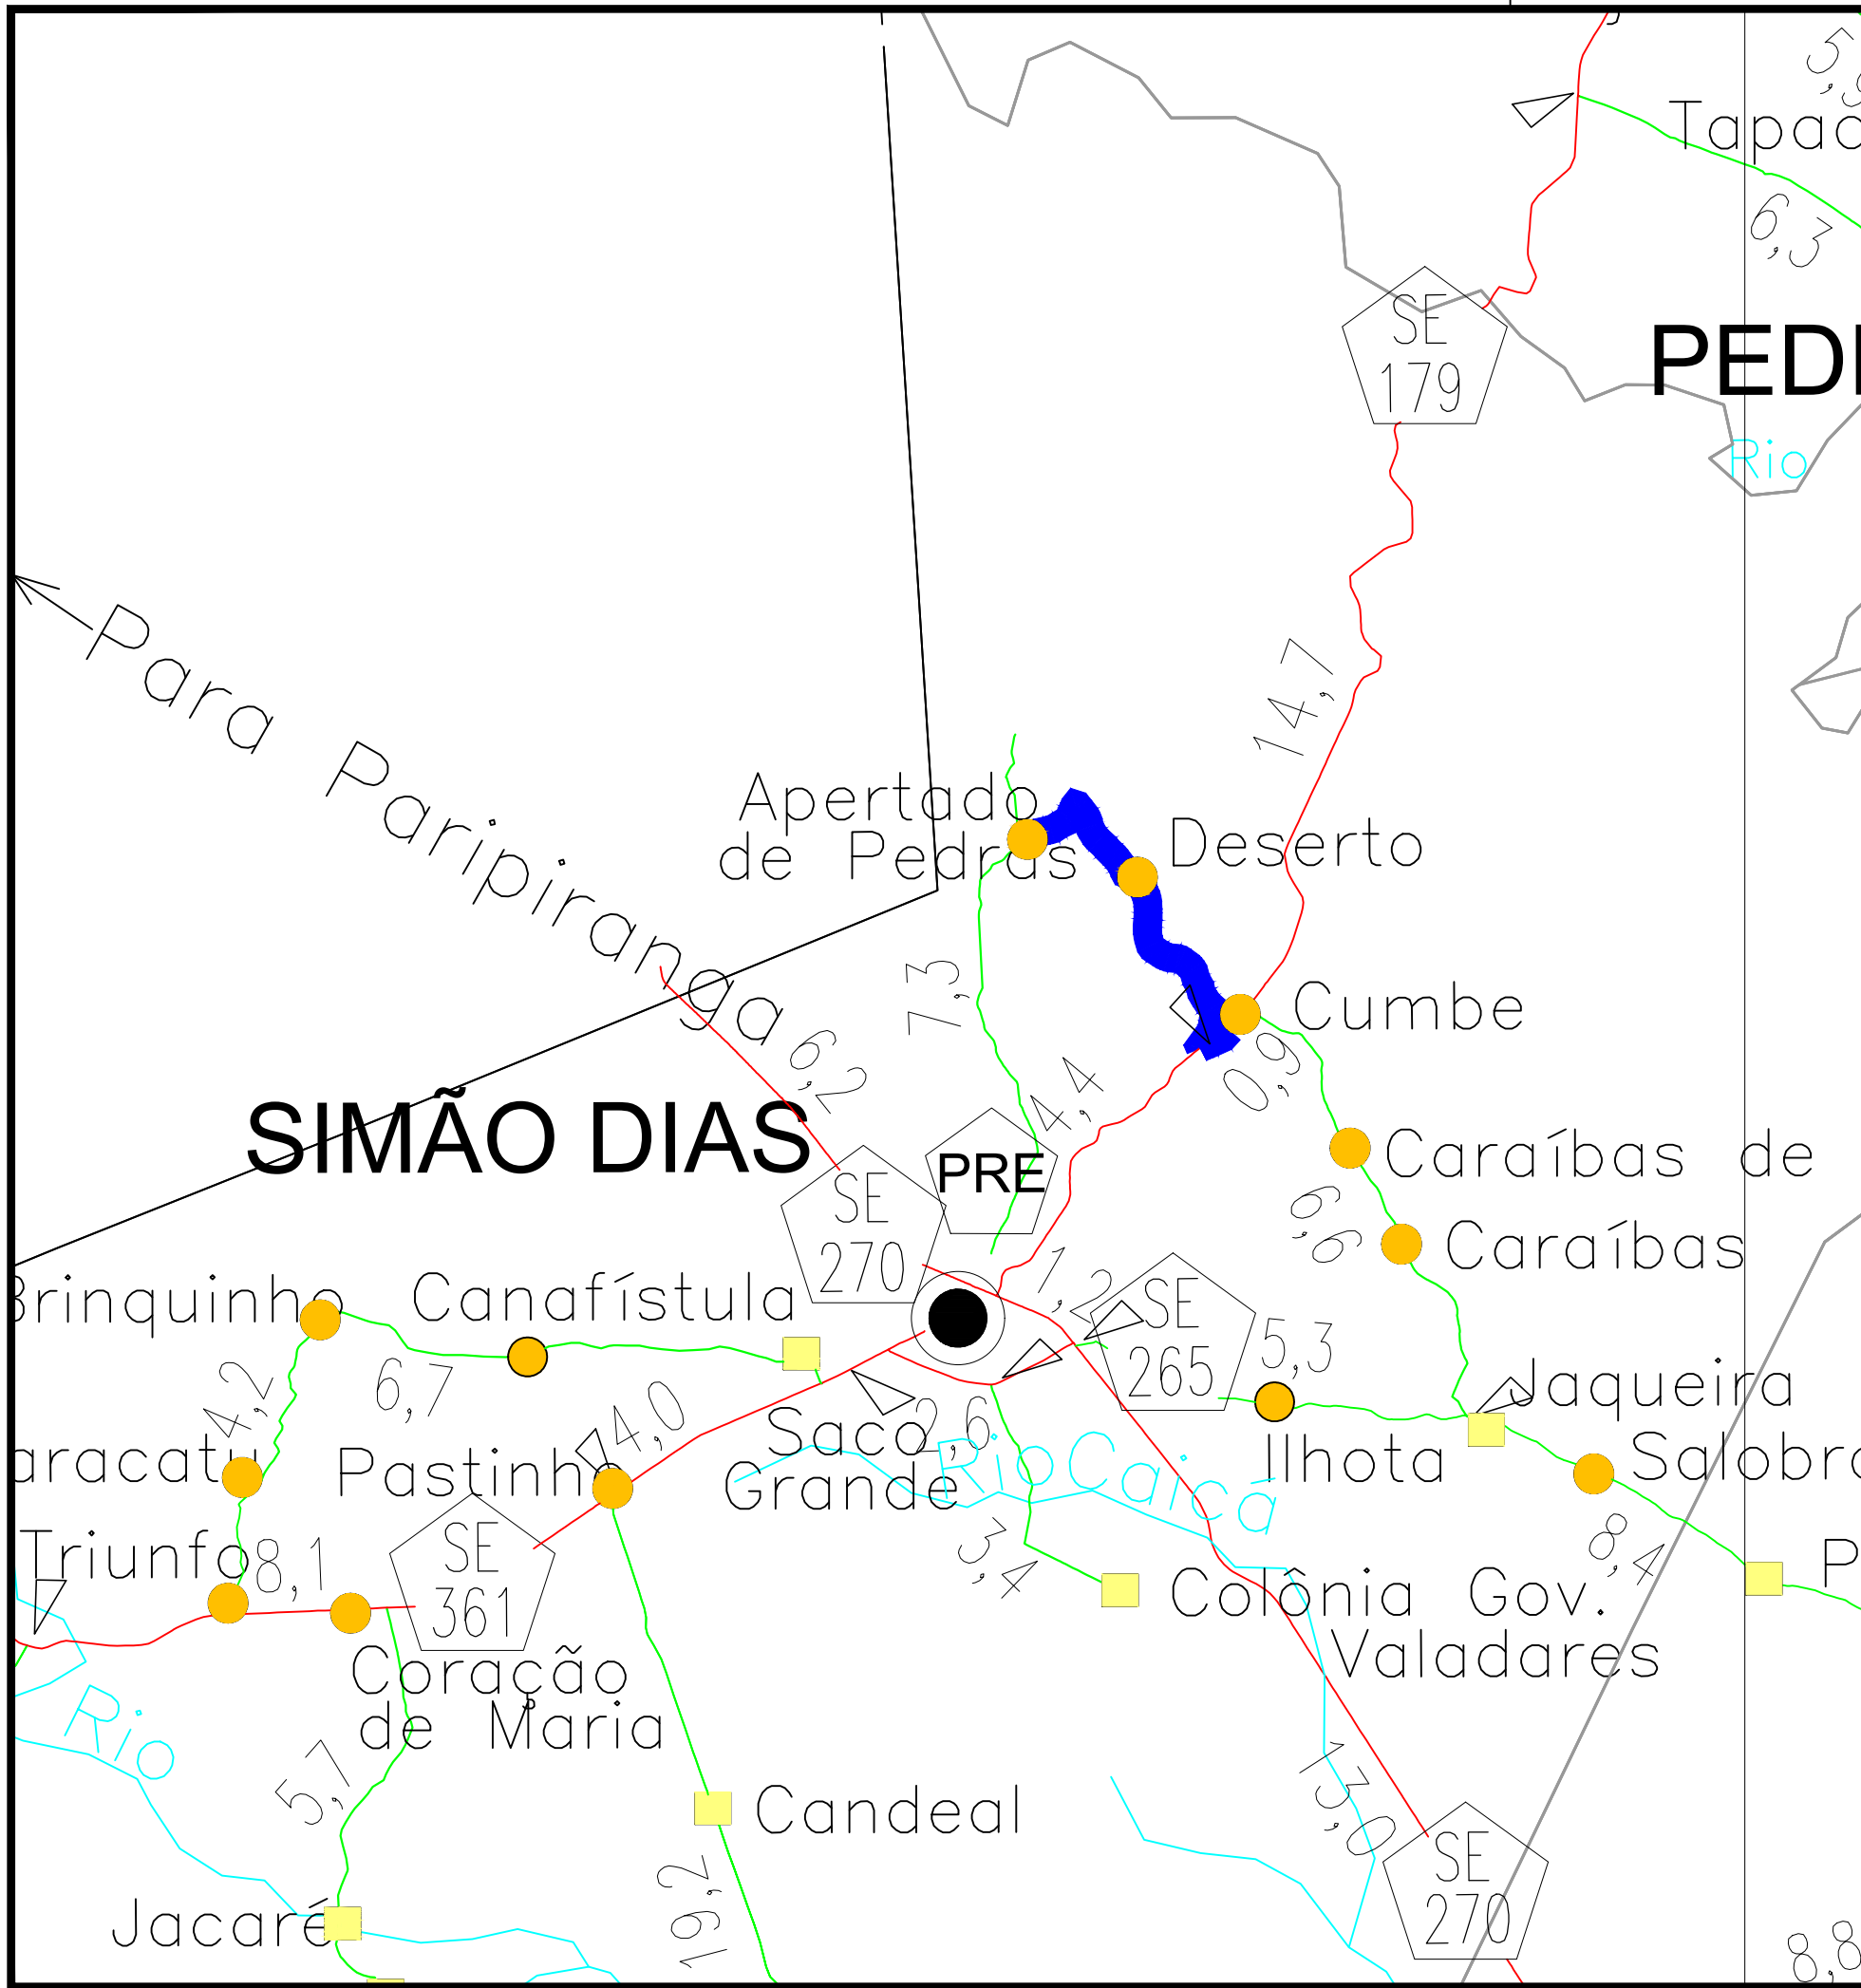 5,
Tapad
6,3
SE
179
PED
Rio
Para Paripiranga
14,7
Apertado
de Pedras
Deserto
7,3
Cumbe
6,2
0,9
4,4
SIMÃO DIAS
PRE
Caraíbas de
SE
270
6,6
Caraíbas
1,2
SE
265
5,3
Brinquinho
Canafístula
4,2
6,7
4,0
Jaqueira
Saco
Grande
2,6
Rio Caiça
Ilhota
Salobra
aracatu
Pastinho
SE
361
Triunfo
8,1
3,4
8,4
P
Colônia Gov.
Valadares
Coração
de Maria
Rio
5,7
13,0
Candeal
SE
270
19,2
Jacaré
8,8